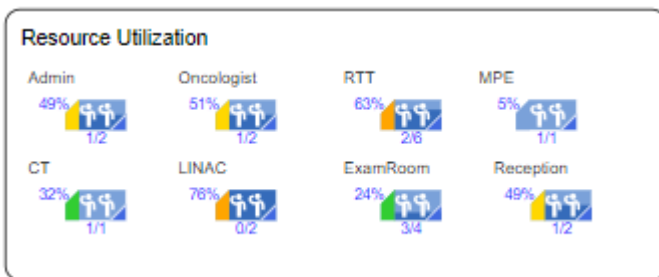 Resource Utilization
Admin Oncologist RTT MPE
49% 51% 63% 5%
1/2 1/2 2/6 1/1
CT LINAC ExamRoom Reception
32% 76% 24% 49%
1/1 0/2 3/4 1/2